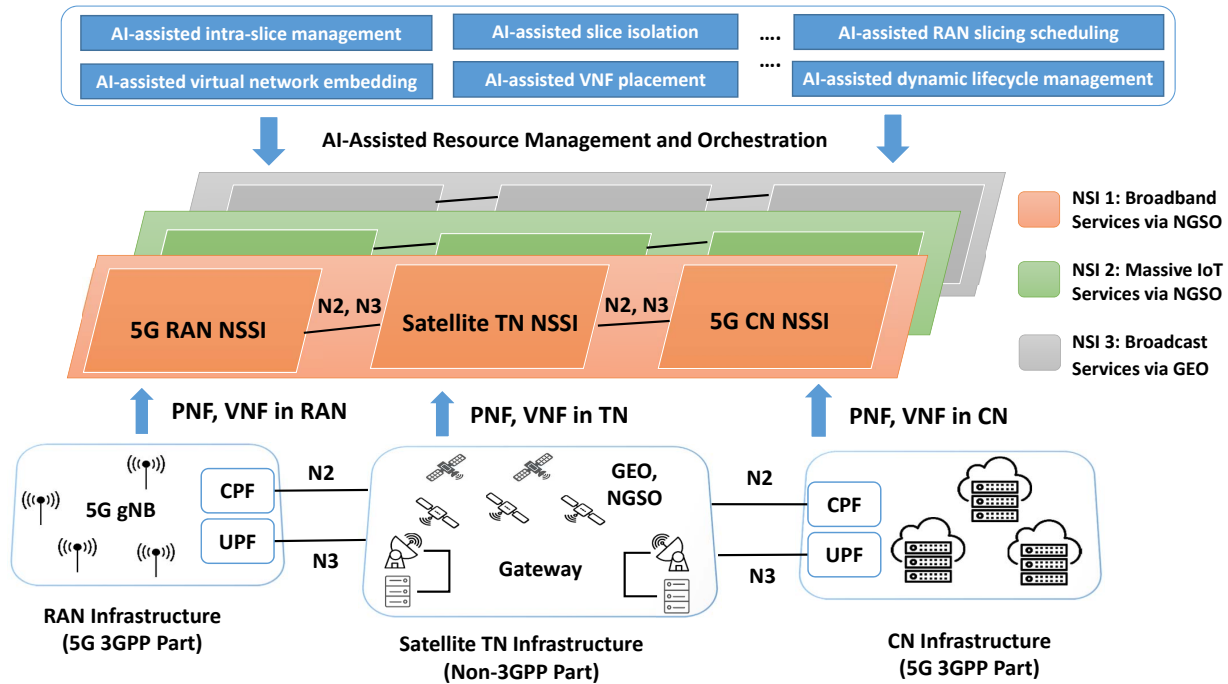 AI-assisted intra-slice management
AI-assisted slice isolation
....
AI-assisted RAN slicing scheduling
AI-assisted virtual network embedding
AI-assisted VNF placement
....
AI-assisted dynamic lifecycle management
AI-Assisted Resource Management and Orchestration
NSI 1: Broadband
Services via NGSO
NSI 2: Massive IoT
Services via NGSO
NSI 3: Broadcast
Services via GEO
5G RAN NSSI
N2, N3
Satellite TN NSSI
N2, N3
5G CN NSSI
PNF, VNF in RAN
PNF, VNF in TN
PNF, VNF in CN
5G gNB
CPF
UPF
N2
N3
GEO,
NGSO
Gateway
N2
N3
CPF
UPF
RAN Infrastructure
(5G 3GPP Part)
Satellite TN Infrastructure
(Non-3GPP Part)
CN Infrastructure
(5G 3GPP Part)